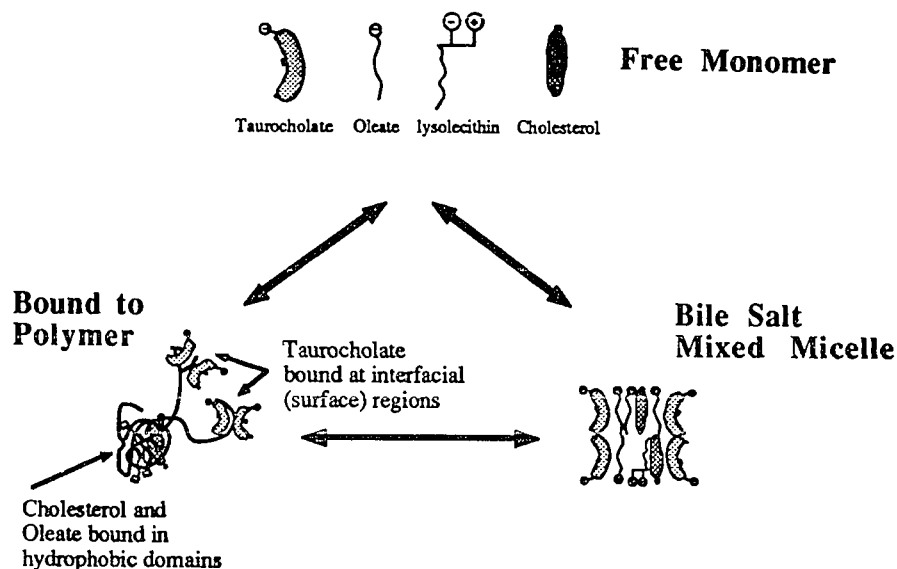 Free Monomer
Taurocholate Oleate lysolecithin Cholesterol
Bound to
Polymer
Taurocholate
bound at interfacial
(surface) regions
Bile Salt
Mixed Micelle
Cholesterol and
Oleate bound in
hydrophobic domains